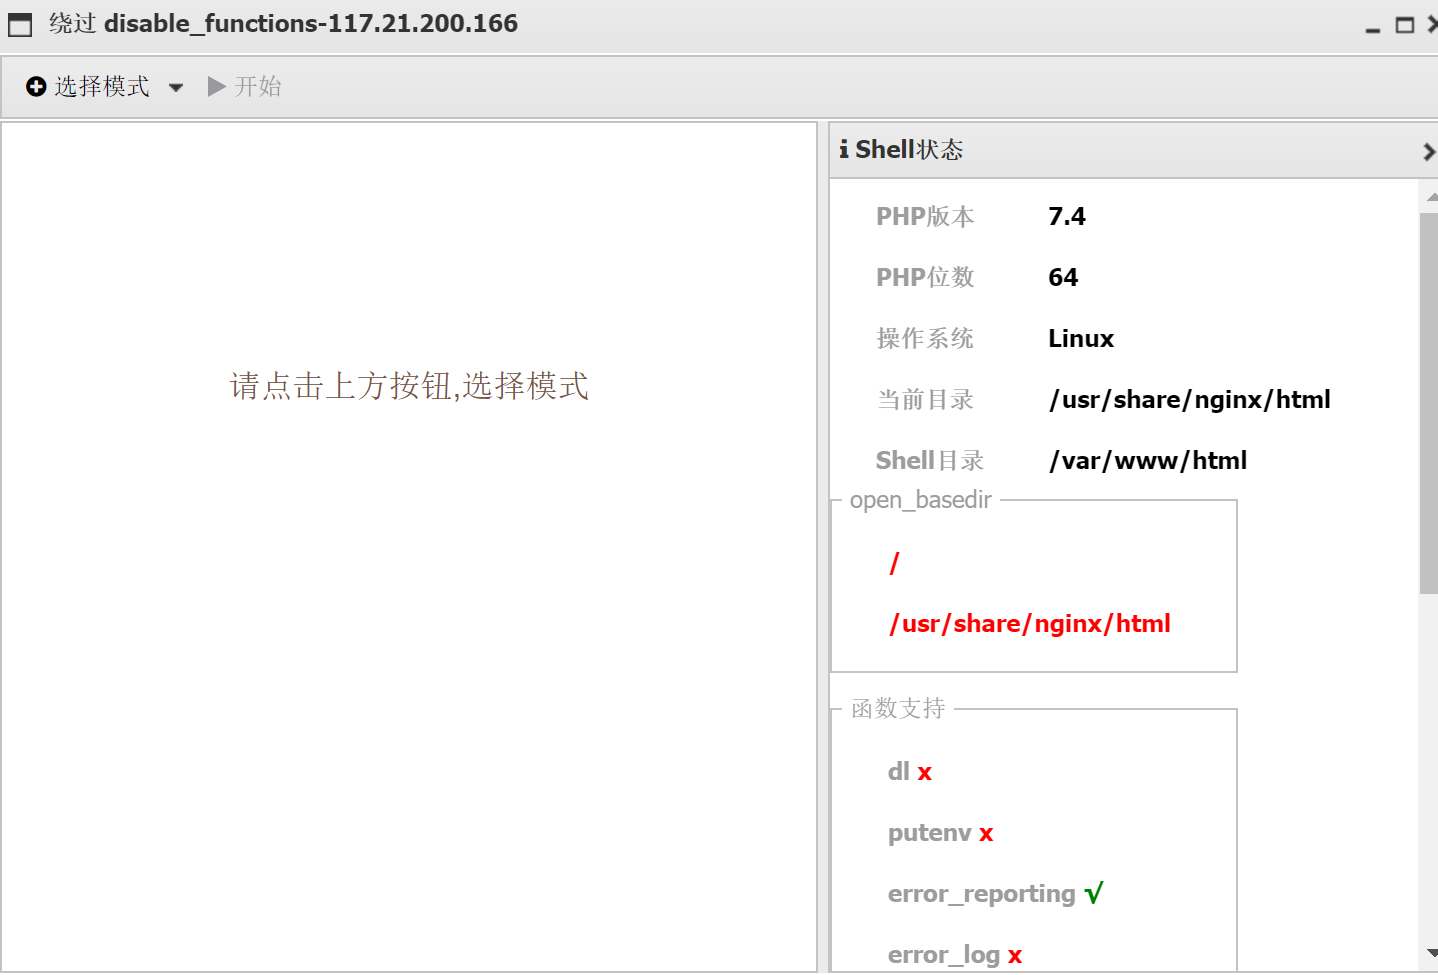 绕过 disable_functions-117.21.200.166
选择模式 开始
请点击上方按钮,选择模式
Shell状态
PHP版本 7.4
PHP位数 64
操作系统 Linux
当前目录 /usr/share/nginx/html
Shell目录 /var/www/html
open_basedir
/
/usr/share/nginx/html
函数支持
dl x
putenv x
error_reporting √
error_log x